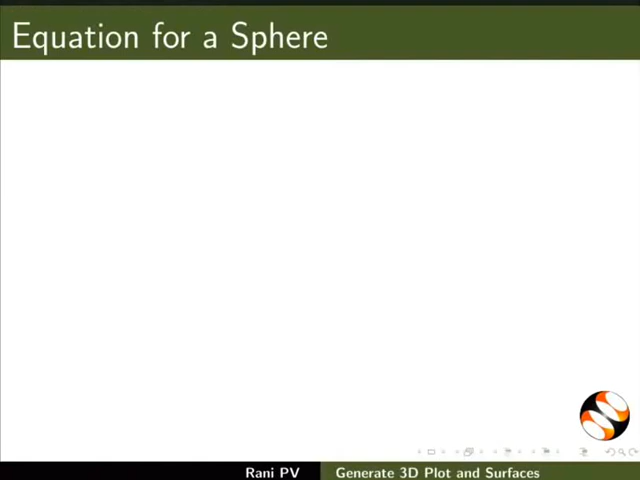 Equation for a Sphere
Rani PV
Generate 3D Plot and Surfaces